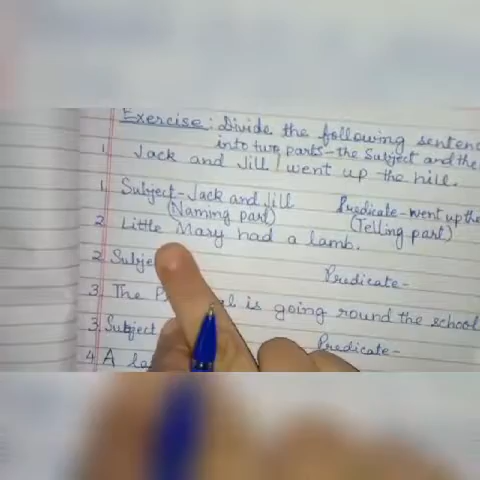 Exercise: Divide the following
into two parts - the Subject and the
1 Jack and Jill / went up the hill.
1. Subject - Jack and Jill Predicate - went up the
(Naming part) (Telling part)
2 Little Mary had a lamb.
2. Predicate -
3. The is going round the school
3. Subject Predicate -
4 A